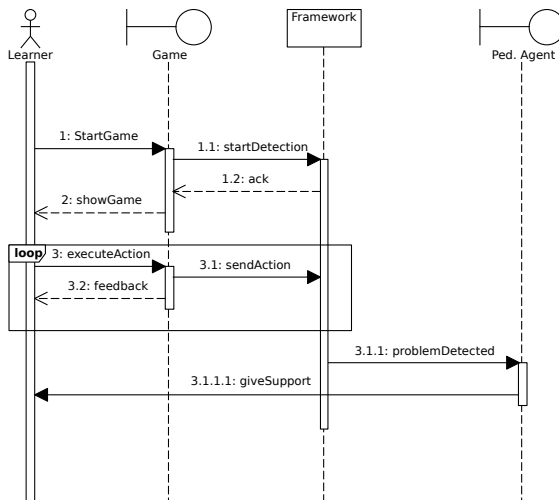 Framework
Learner
Game
Ped. Agent
1: StartGame
1.1: startDetection
1.2: ack
2: showGame
loop
3: executeAction
3.1: sendAction
3.2: feedback
3.1.1: problemDetected
3.1.1.1: giveSupport